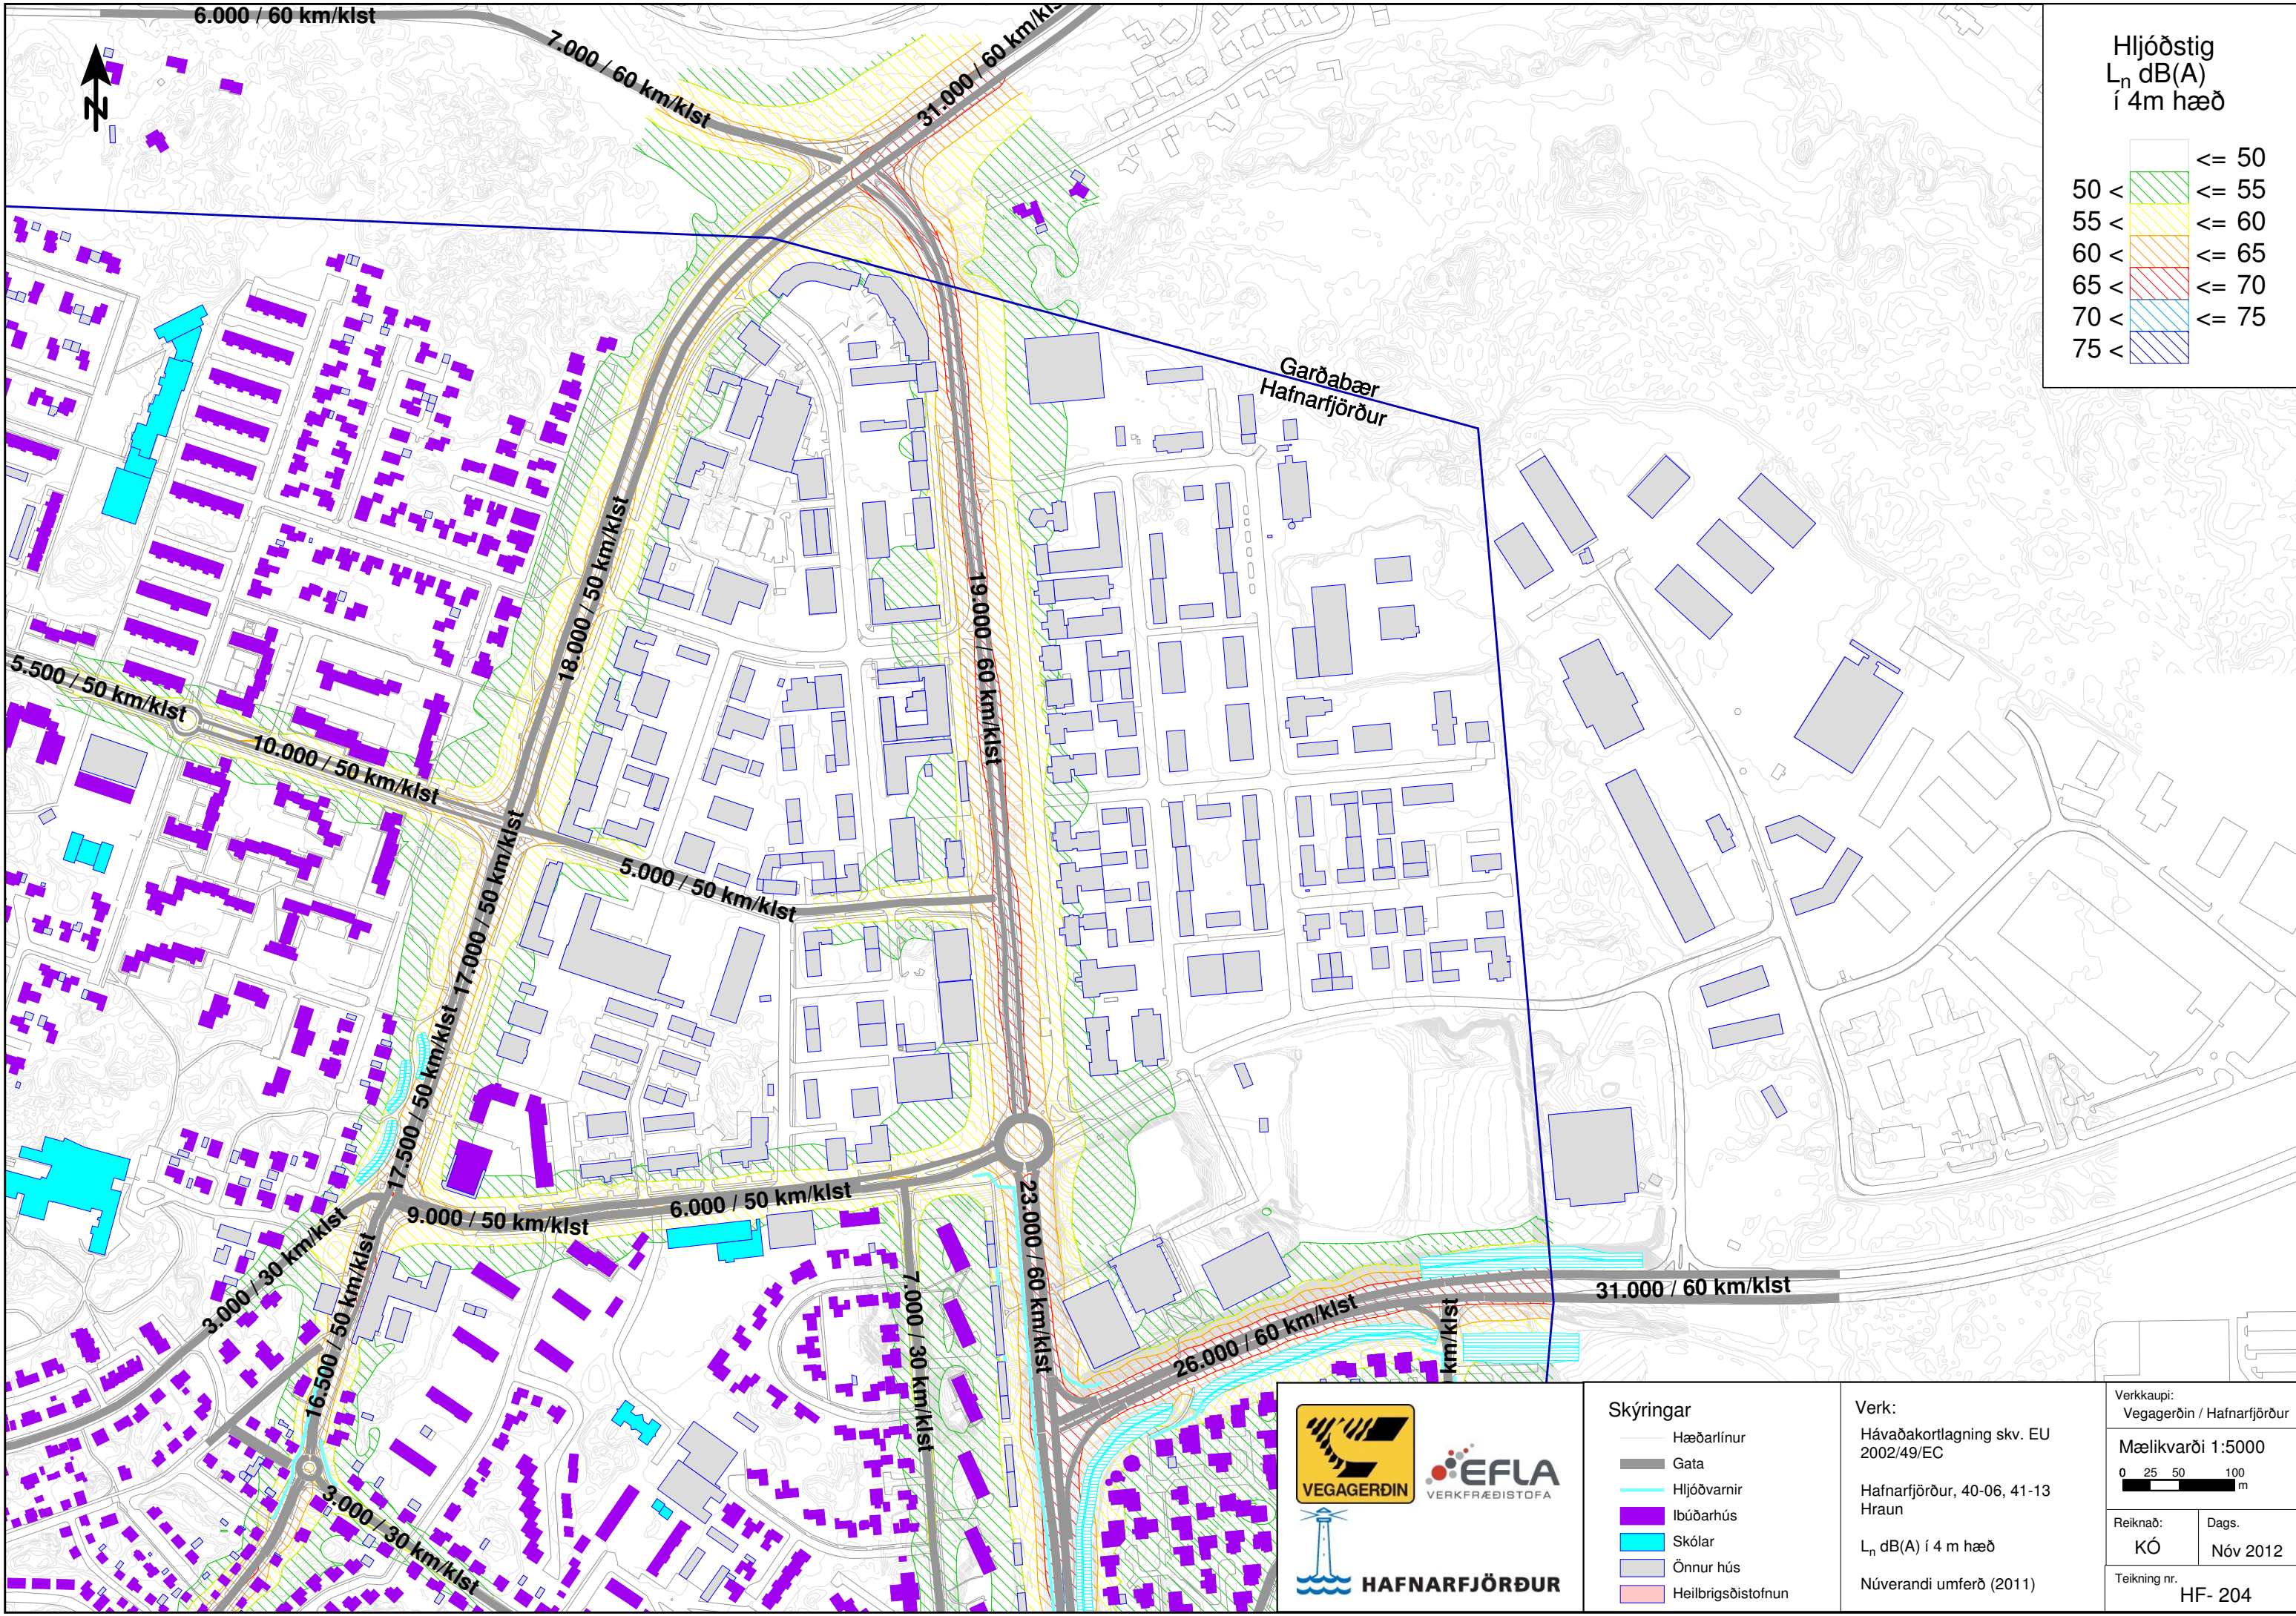 6.000 / 60 km/klst
7.000 / 60 km/klst
31.000 / 60 km/klst
N
Hljóðstig
Ln dB(A)
í 4m hæð
<= 50
50 < <= 55
55 < <= 60
60 < <= 65
65 < <= 70
70 < <= 75
75 <
Garðabær
Hafnarfjörður
18.000 / 50 km/klst
19.000 / 60 km/klst
5.500 / 50 km/klst
10.000 / 50 km/klst
5.000 / 50 km/klst
17.000 / 50 km/klst
17.500 / 50 km/klst
9.000 / 50 km/klst
6.000 / 50 km/klst
23.000 / 60 km/klst
3.000 / 30 km/klst
16.500 / 50 km/klst
7.000 / 30 km/klst
26.000 / 60 km/klst
31.000 / 60 km/klst
km/klst
3.000 / 30 km/klst
VEGAGERÐIN
EFLA
VERKFRÆÐISTOFA
HAFNARFJÖRÐUR
Skýringar
Hæðarlínur
Gata
Hljóðvarnir
Ibúðarhús
Skólar
Önnur hús
Heilbrigsðistofnun
Verk:
Hávaðakortlagning skv. EU
2002/49/EC
Hafnarfjörður, 40-06, 41-13
Hraun
Ln dB(A) í 4 m hæð
Núverandi umferð (2011)
Verkkaupi:
Vegagerðin / Hafnarfjörður
Mælikvarði 1:5000
0 25 50 100
m
Reiknað:
KÓ
Dags.
Nóv 2012
Teikning nr.
HF- 204